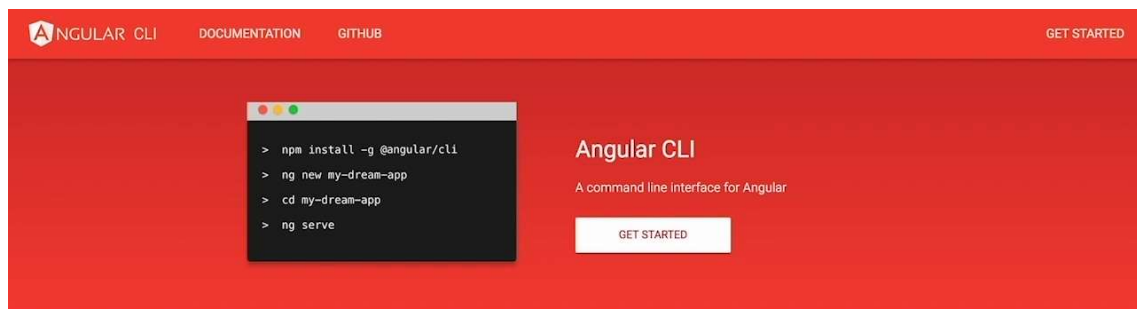 ANGULAR CLI DOCUMENTATION GITHUB GET STARTED
> npm install -g @angular/cli
> ng new my-dream-app
> cd my-dream-app
> ng serve
Angular CLI
A command line interface for Angular
GET STARTED